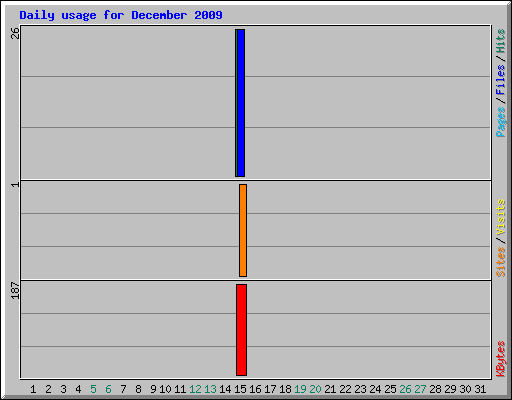 Daily usage for December 2009
26
Pages / Files / Hits
1
Sites / Visits
187
KBytes
1 2 3 4 5 6 7 8 9 10 11 12 13 14 15 16 17 18 19 20 21 22 23 24 25 26 27 28 29 30 31